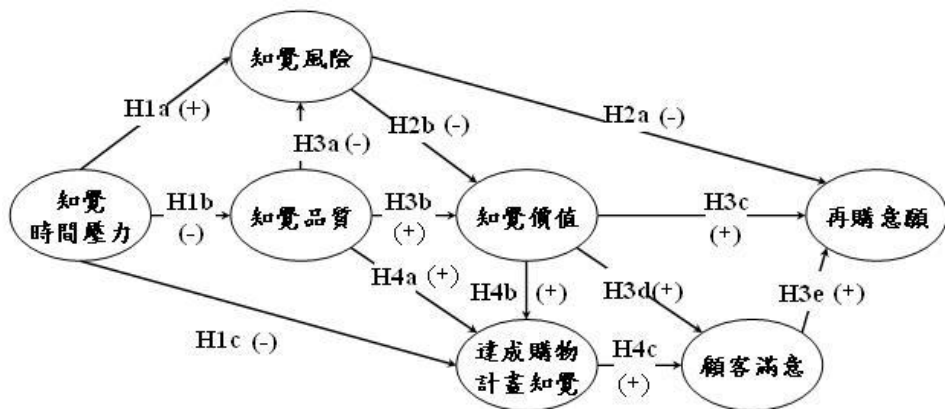 知覺風險
H1a (+)
H2b (-)
H2a (-)
H3a (-)
知覺
時間壓力
H1b
(-)
知覺品質
H3b
(+)
知覺價值
H3c
(+)
再購意願
H4a (+)
H4b (+)
H3d(+)
H3e (+)
H1c (-)
達成購物
計畫知覺
H4c
(+)
顧客滿意